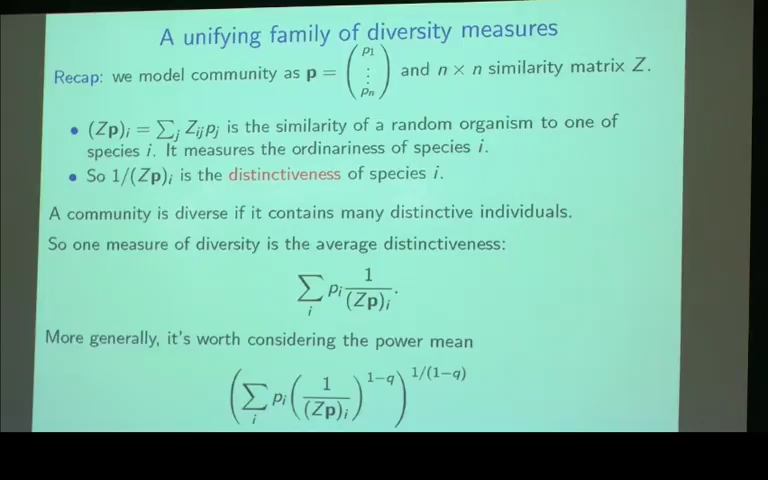 A unifying family of diversity measures
Recap: we model community as p = (p₁ ⋮ pₙ) and n × n similarity matrix Z.
• (Zp)ᵢ = ∑ⱼ Zᵢⱼpⱼ is the similarity of a random organism to one of
species i. It measures the ordinariness of species i.
• So 1/(Zp)ᵢ is the distinctiveness of species i.
A community is diverse if it contains many distinctive individuals.
So one measure of diversity is the average distinctiveness:
∑ᵢ pᵢ 1/(Zp)ᵢ.
More generally, it's worth considering the power mean
(∑ᵢ pᵢ (1/(Zp)ᵢ)^{1−q})^{1/(1−q)}